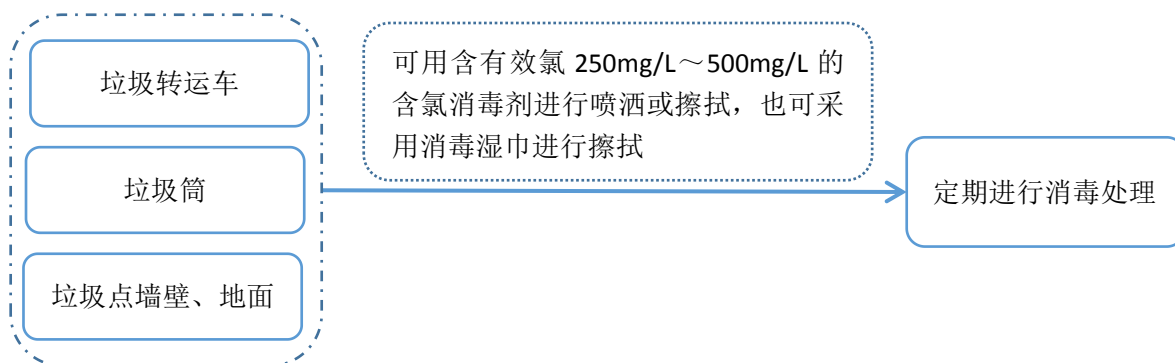 垃圾转运车
垃圾筒
垃圾点墙壁、地面
可用含有效氯 250mg/L～500mg/L 的
含氯消毒剂进行喷洒或擦拭，也可采
用消毒湿巾进行擦拭
定期进行消毒处理